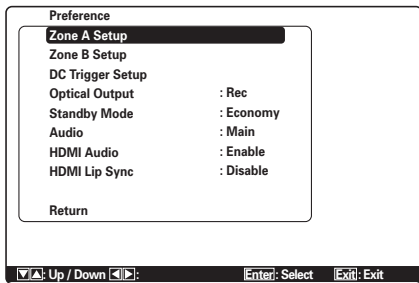 Preference
Zone A Setup
Zone B Setup
DC Trigger Setup
Optical Output : Rec
Standby Mode : Economy
Audio : Main
HDMI Audio : Enable
HDMI Lip Sync : Disable
Return
▼▲: Up / Down ◀▶: Enter: Select Exit: Exit